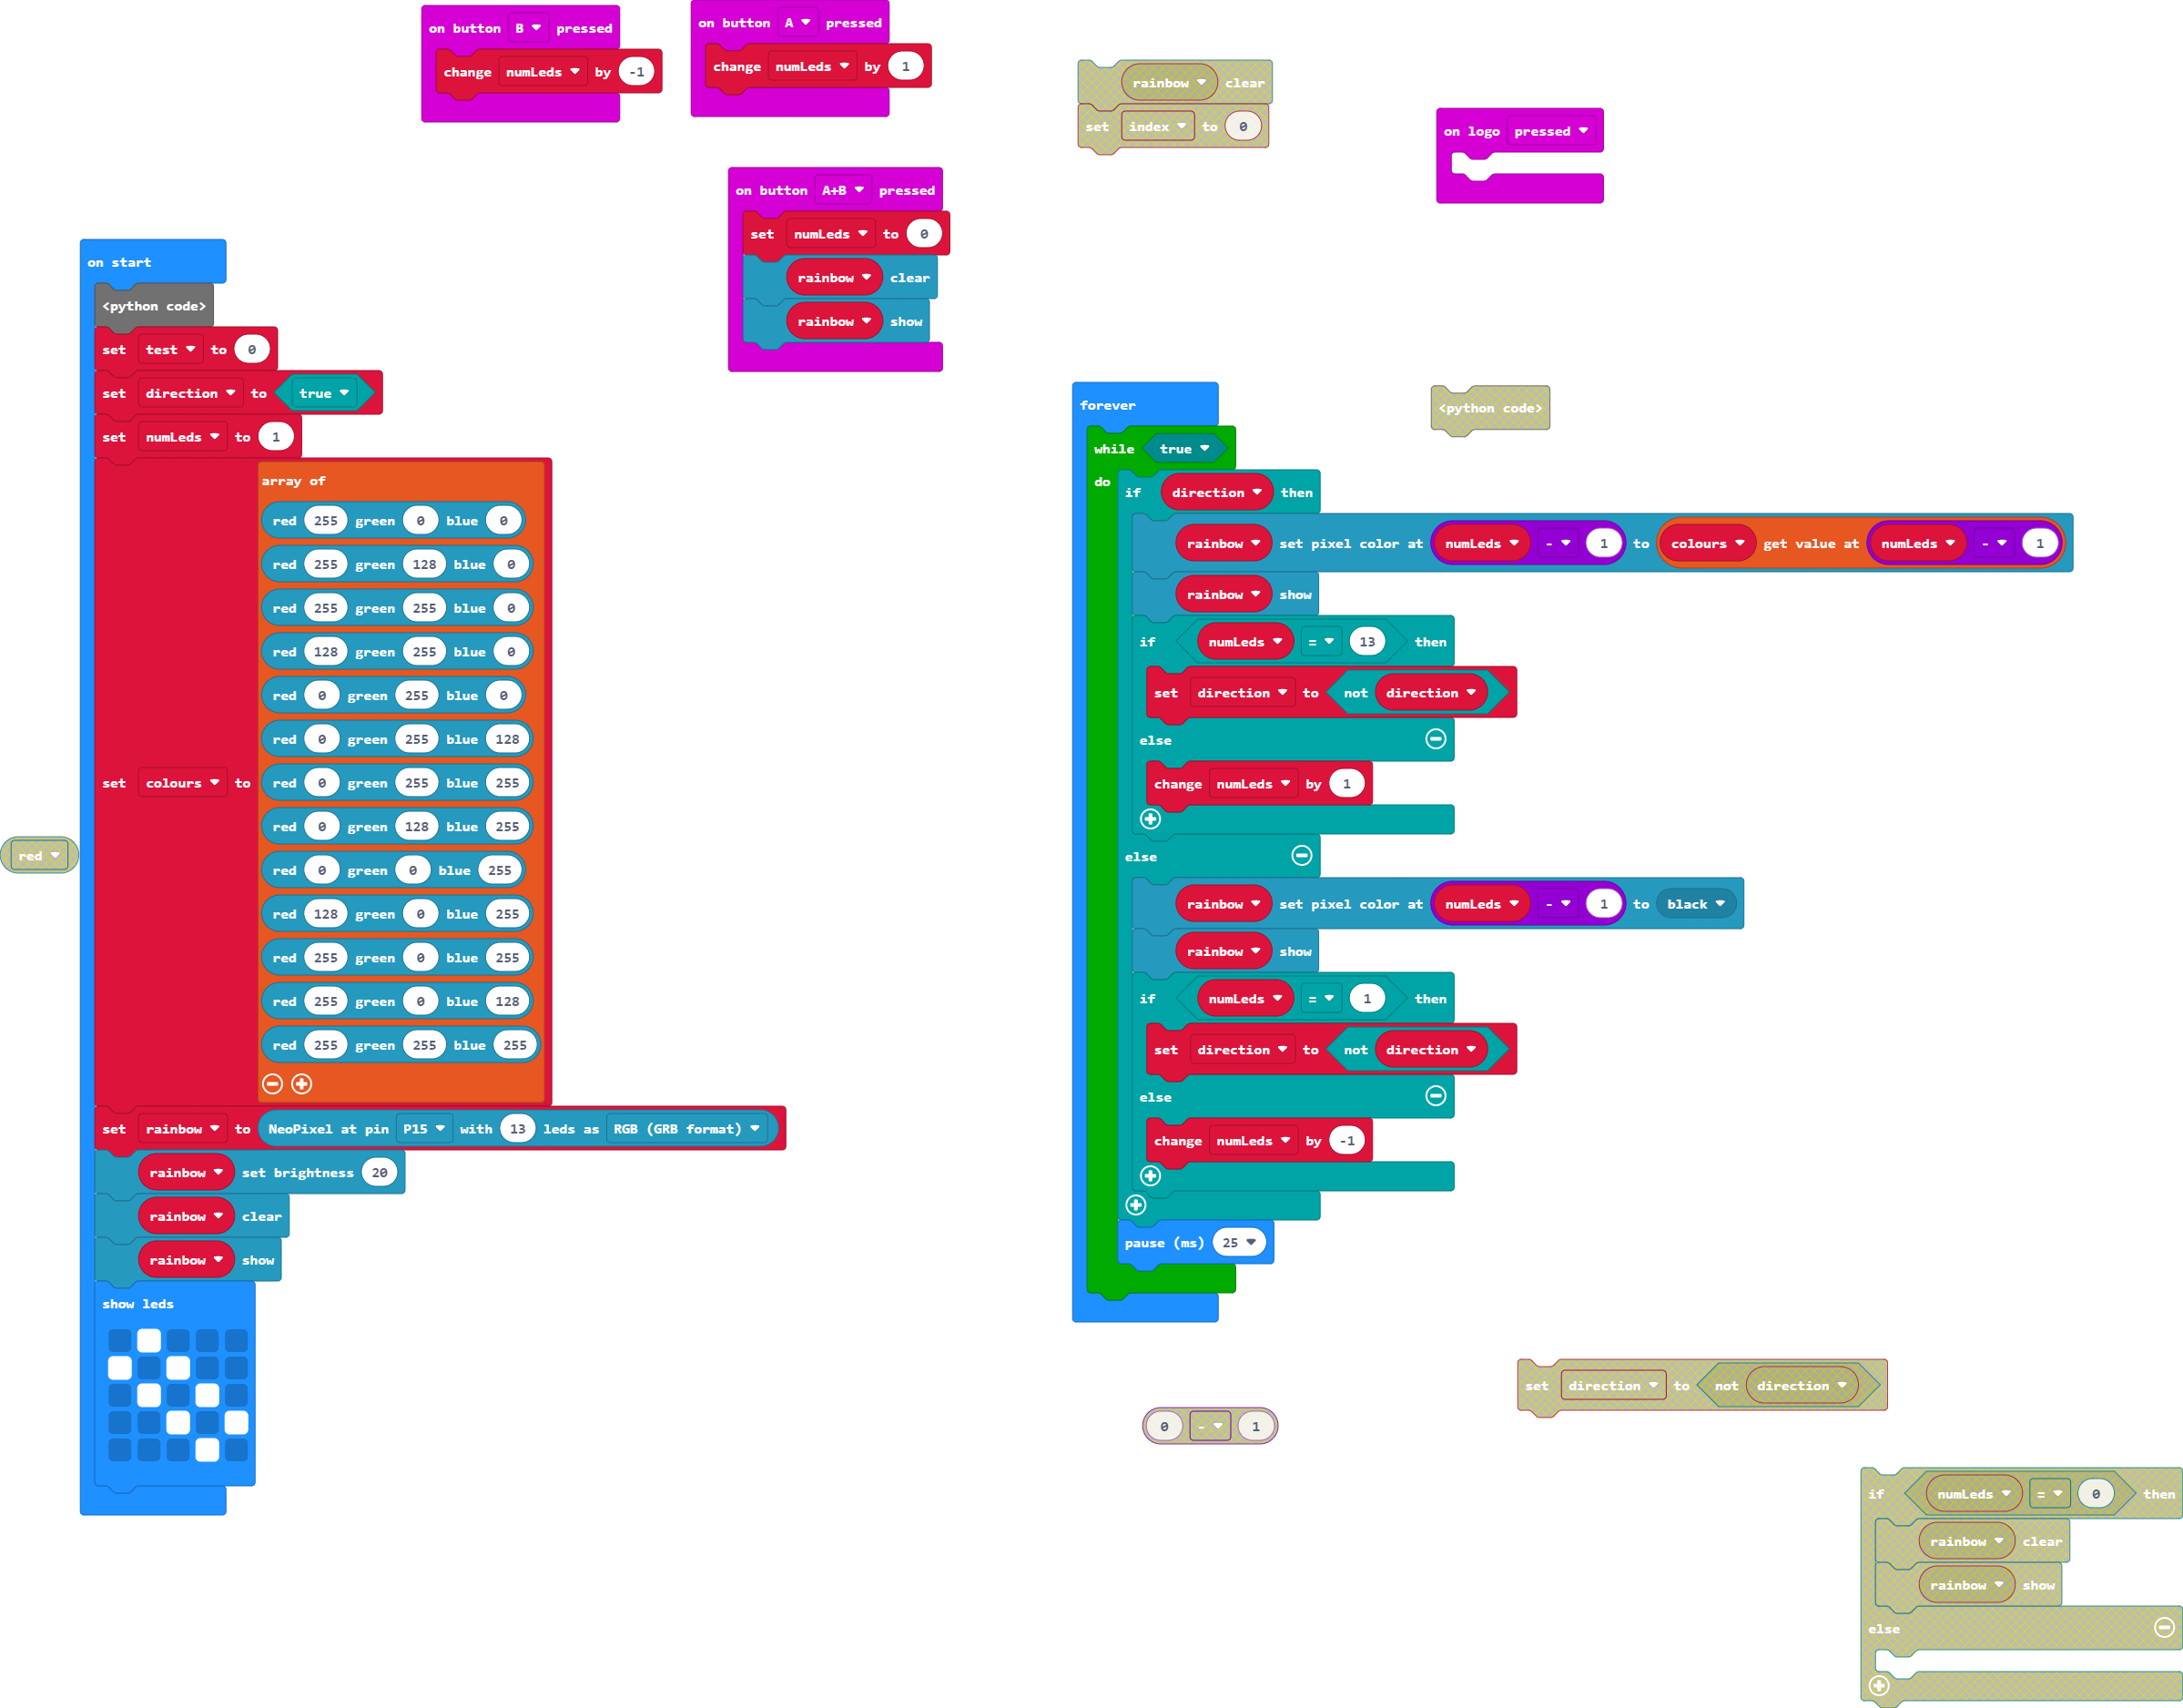 on button B pressed
change numLeds by -1
on button A pressed
change numLeds by 1
rainbow clear
set index to 0
on logo pressed
on button A+B pressed
set numLeds to 0
rainbow clear
rainbow show
on start
<python code>
set test to 0
set direction to true
set numLeds to 1
set colours to
array of
red 255 green 0 blue 0
red 255 green 128 blue 0
red 255 green 255 blue 0
red 128 green 255 blue 0
red 0 green 255 blue 0
red 0 green 255 blue 128
red 0 green 255 blue 255
red 0 green 128 blue 255
red 0 green 0 blue 255
red 128 green 0 blue 255
red 255 green 0 blue 255
red 255 green 0 blue 128
red 255 green 255 blue 255
set rainbow to NeoPixel at pin P15 with 13 leds as RGB (GRB format)
rainbow set brightness 20
rainbow clear
rainbow show
show leds
red
forever
while true
do
if direction then
rainbow set pixel color at numLeds - 1 to colours get value at numLeds - 1
rainbow show
if numLeds = 13 then
set direction to not direction
else
change numLeds by 1
else
rainbow set pixel color at numLeds - 1 to black
rainbow show
if numLeds = 1 then
set direction to not direction
else
change numLeds by -1
pause (ms) 25
<python code>
0 - 1
set direction to not direction
if numLeds = 0 then
rainbow clear
rainbow show
else